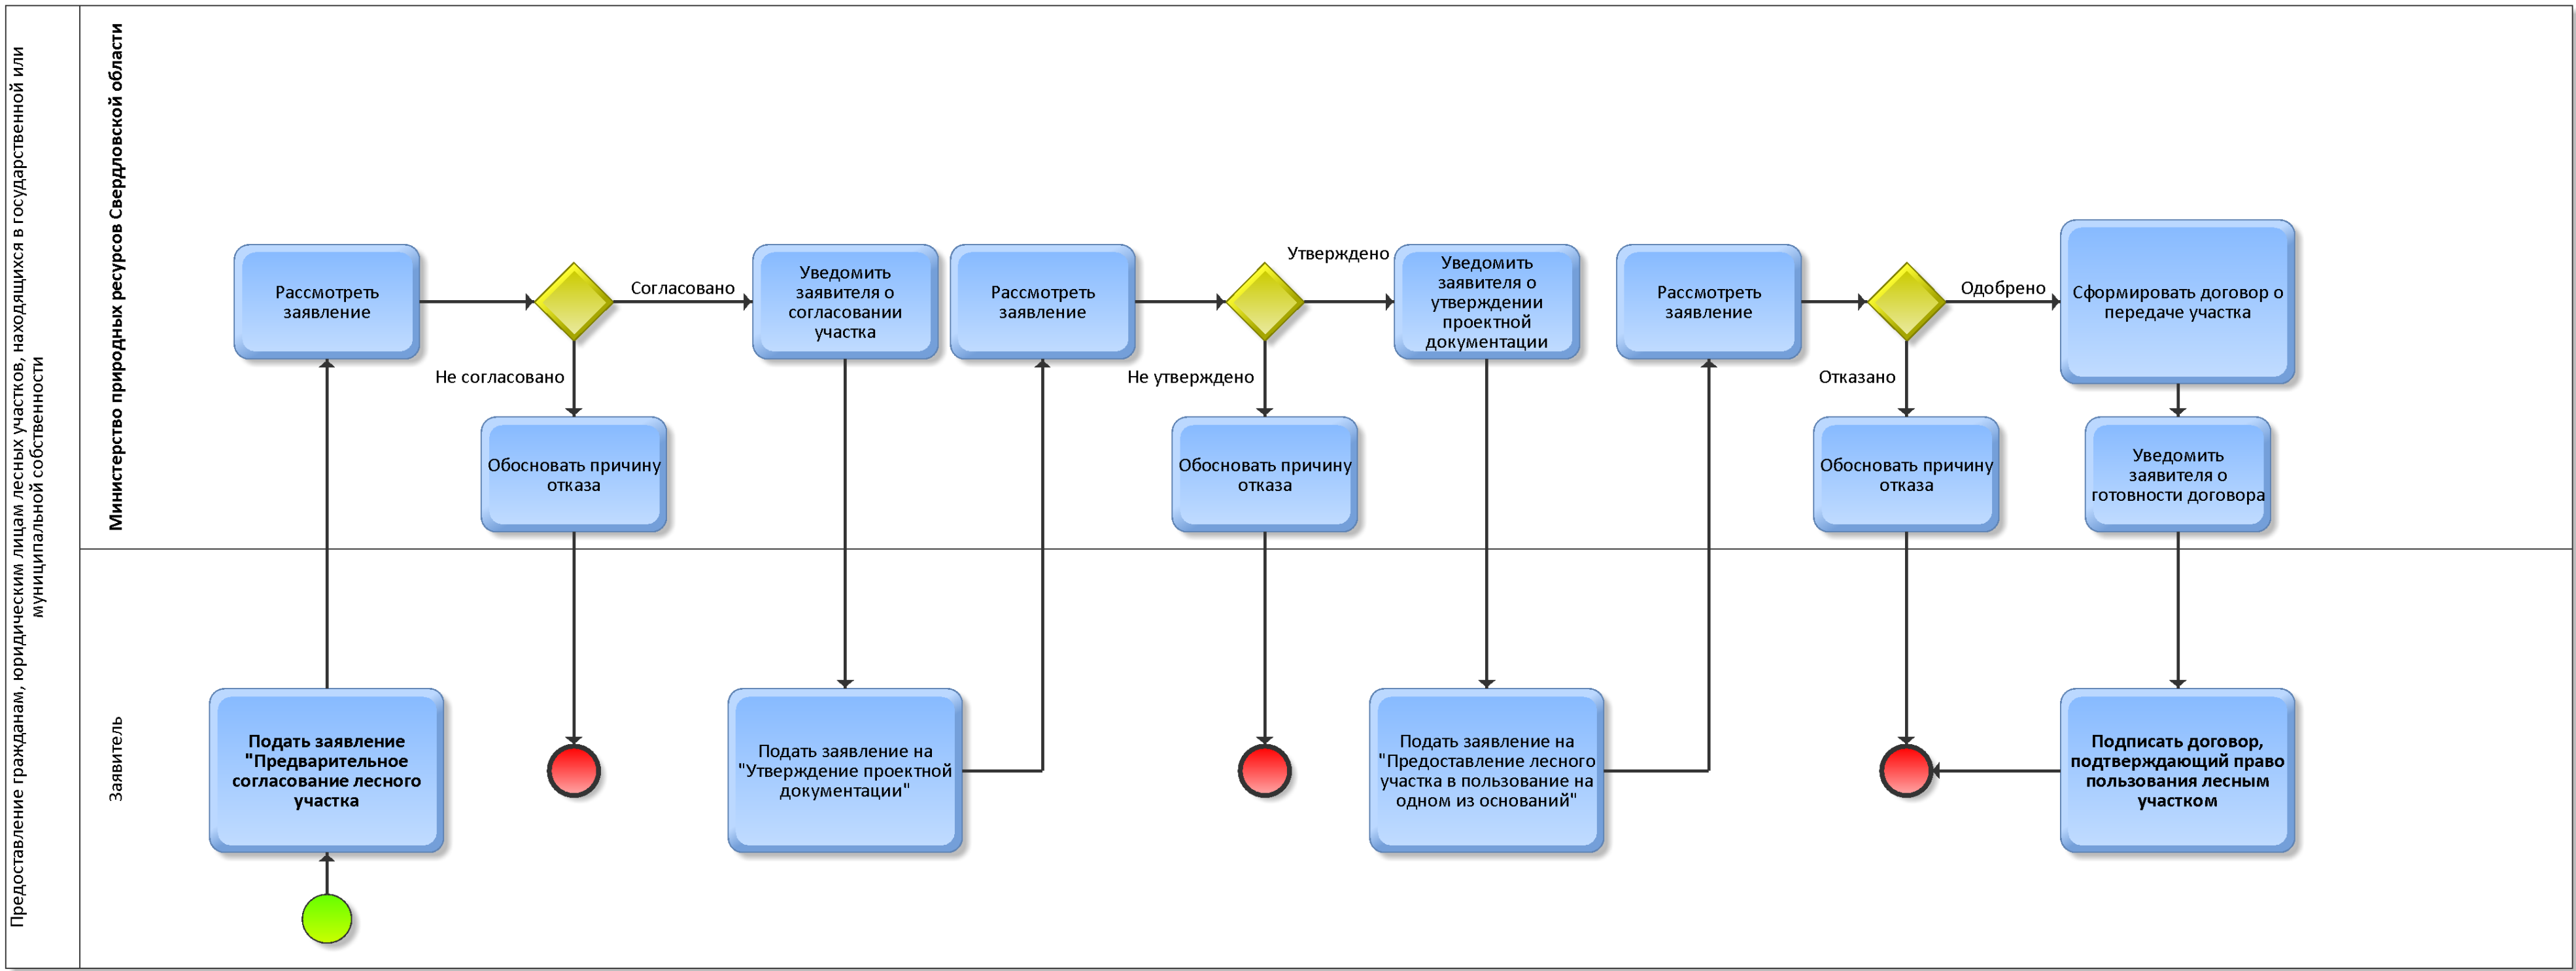 Предоставление гражданам, юридическим лицам лесных участков, находящихся в государственной или
муниципальной собственности
Министерство природных ресурсов Свердловской области
Рассмотреть
заявление
Согласовано
Не согласовано
Обосновать причину
отказа
Уведомить
заявителя о
согласовании
участка
Рассмотреть
заявление
Утверждено
Не утверждено
Обосновать причину
отказа
Уведомить
заявителя о
утверждении
проектной
документации
Рассмотреть
заявление
Одобрено
Отказано
Обосновать причину
отказа
Сформировать договор о
передаче участка
Уведомить
заявителя о
готовности договора
Заявитель
Подать заявление
"Предварительное
согласование лесного
участка
Подать заявление на
"Утверждение проектной
документации"
Подать заявление на
"Предоставление лесного
участка в пользование на
одном из оснований"
Подписать договор,
подтверждающий право
пользования лесным
участком